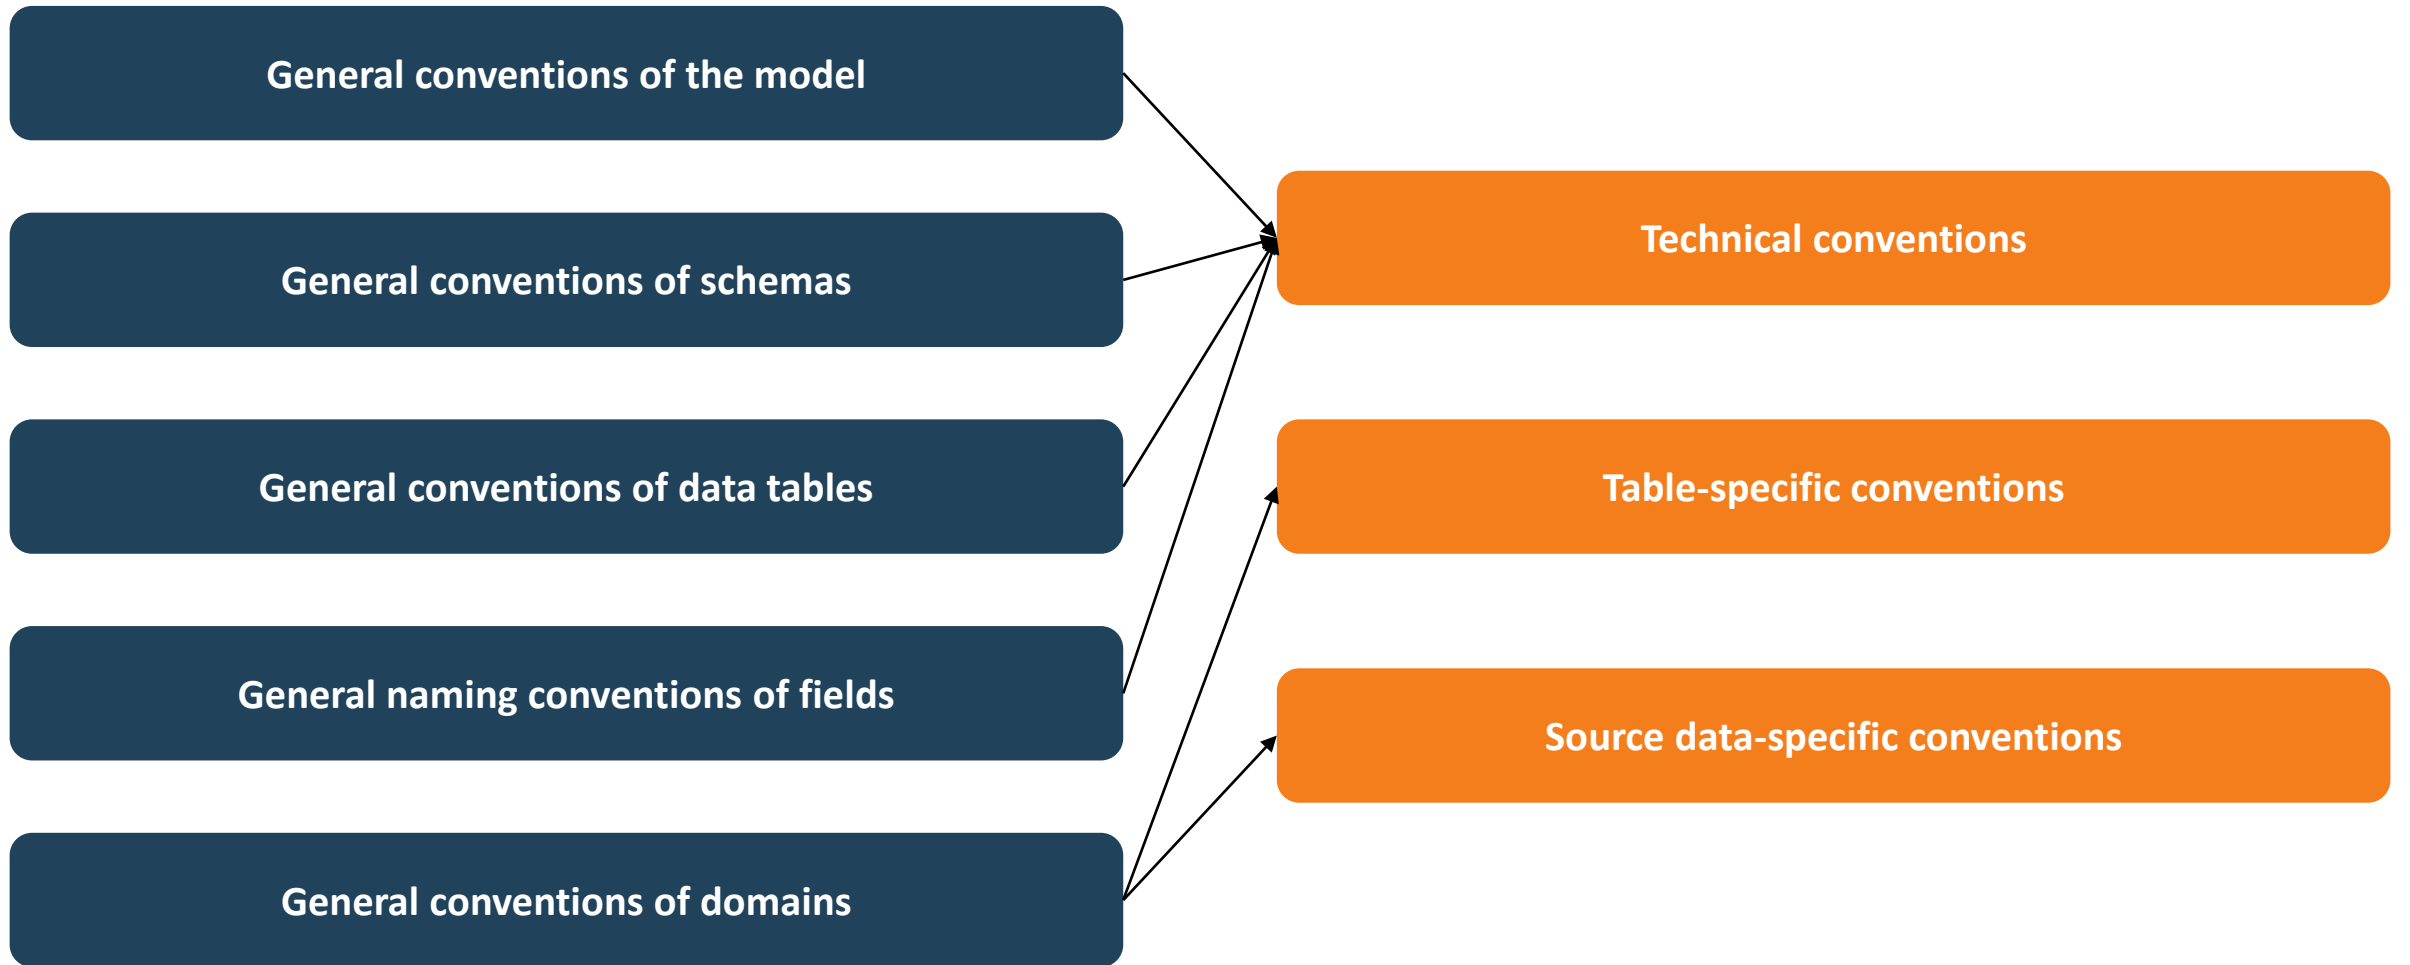 General conventions of the model
General conventions of schemas
General conventions of data tables
General naming conventions of fields
General conventions of domains
Technical conventions
Table-specific conventions
Source data-specific conventions